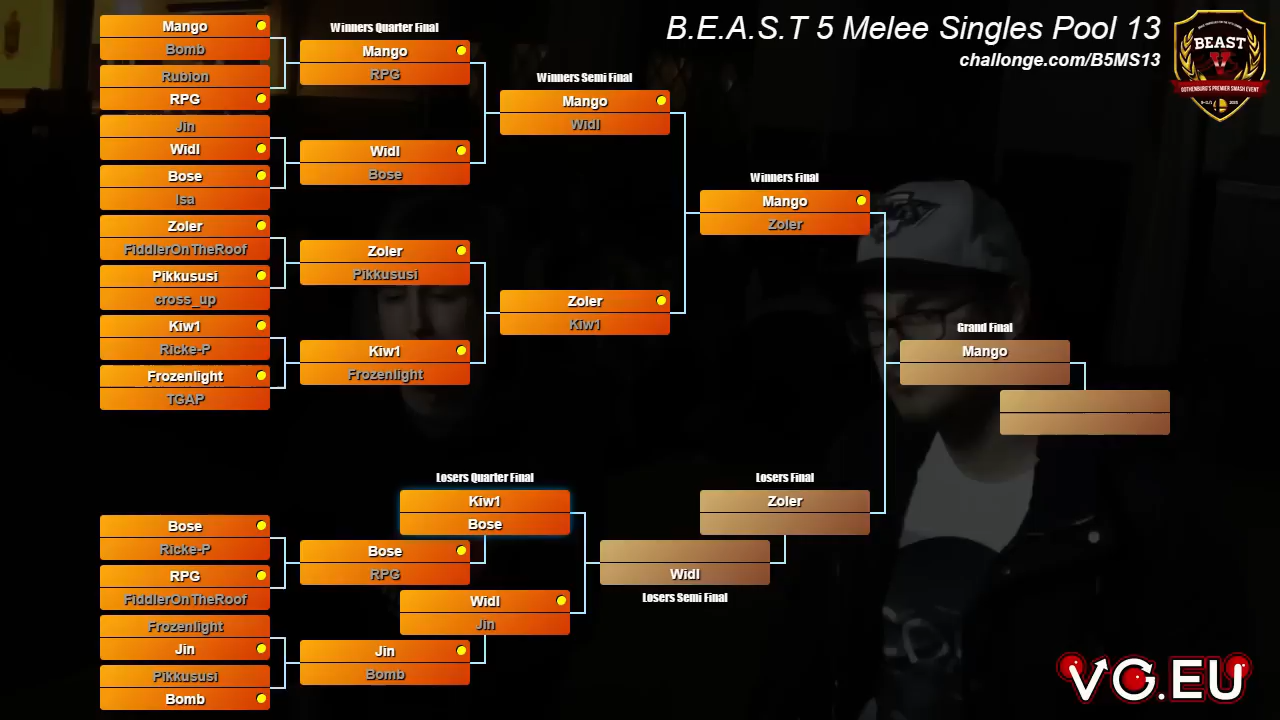 B.E.A.S.T 5 Melee Singles Pool 13
challonge.com/B5MS13
BEAST
V
GOTHENBURG'S PREMIER SMASH EVENT
Mango
Bomb
Rubion
RPG
Jin
Widl
Bose
Isa
Zoler
FiddlerOnTheRoof
Pikkususi
cross_up
Kiw1
Ricke-P
Frozenlight
TGAP
Winners Quarter Final
Mango
RPG
Widl
Bose
Zoler
Pikkususi
Kiw1
Frozenlight
Winners Semi Final
Mango
Widl
Zoler
Kiw1
Winners Final
Mango
Zoler
Grand Final
Mango
Bose
Ricke-P
RPG
FiddlerOnTheRoof
Frozenlight
Jin
Pikkususi
Bomb
Bose
RPG
Jin
Bomb
Losers Quarter Final
Kiw1
Bose
Widl
Jin
Widl
Losers Semi Final
Losers Final
Zoler
VG.EU